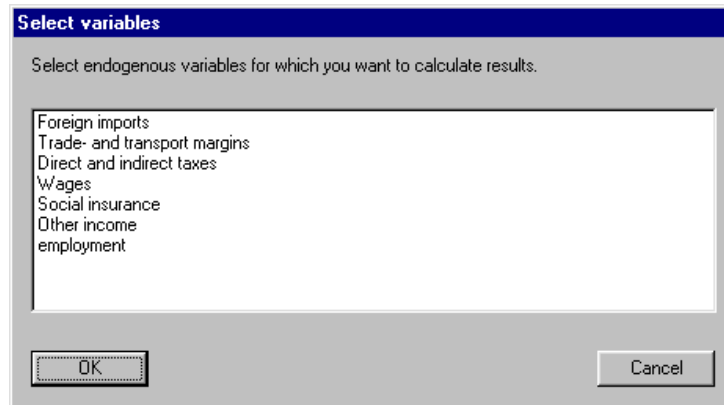 Select variables
Select endogenous variables for which you want to calculate results.
Foreign imports
Trade- and transport margins
Direct and indirect taxes
Wages
Social insurance
Other income
employment
OK
Cancel